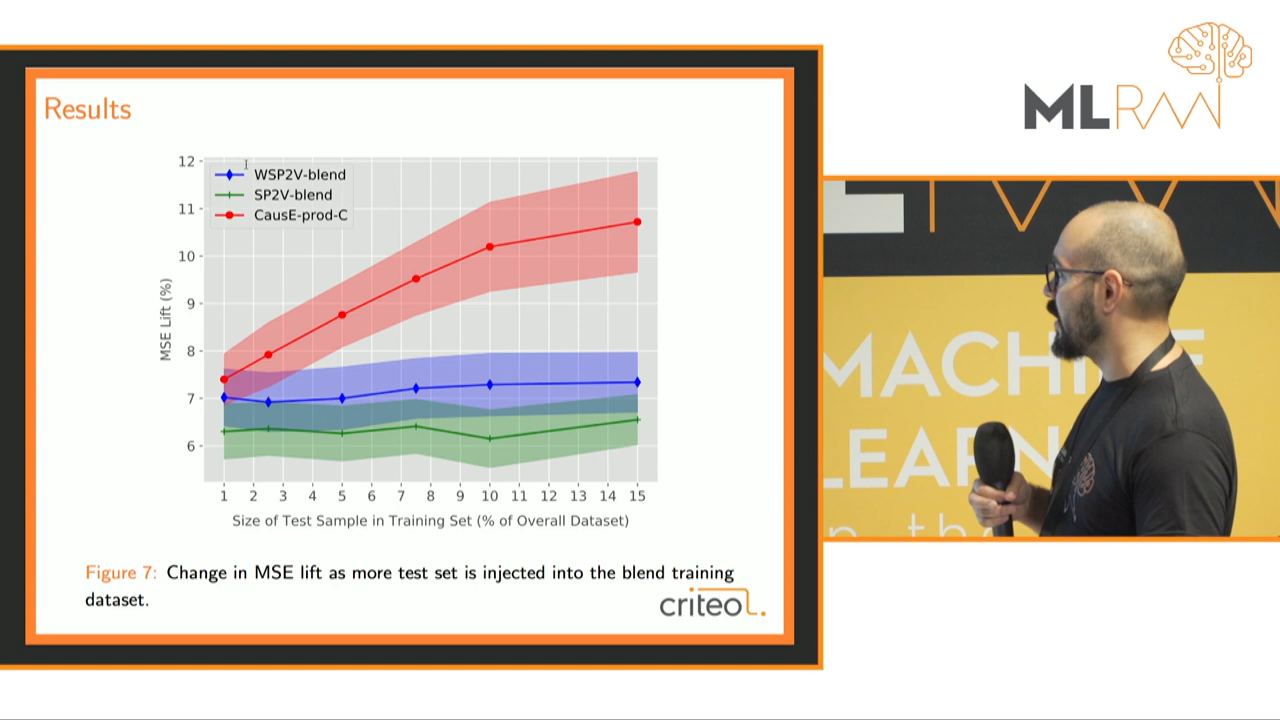 Results
12
11
10
9
8
7
6
MSE Lift (%)
WSP2V-blend
SP2V-blend
CausE-prod-C
1 2 3 4 5 6 7 8 9 10 11 12 13 14 15
Size of Test Sample in Training Set (% of Overall Dataset)
Figure 7: Change in MSE lift as more test set is injected into the blend training
dataset.
criteo
MLRAW
MACHINE
LEARN
n the